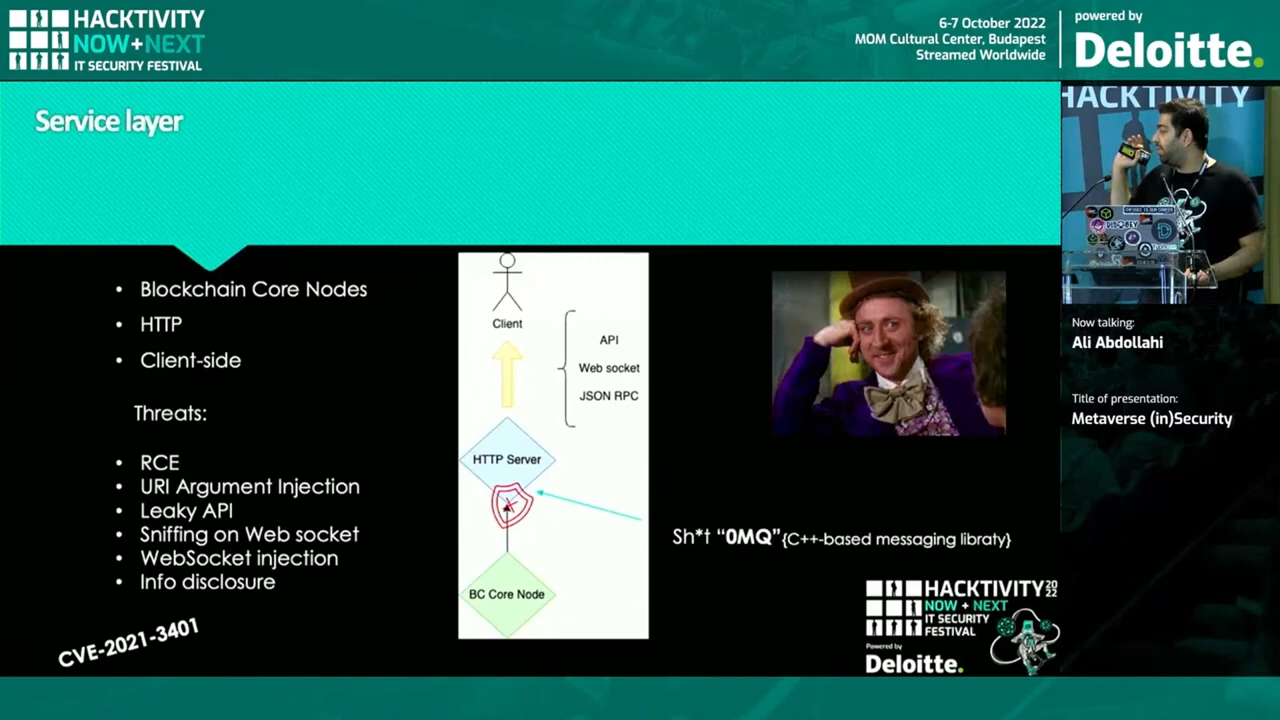 HACKTIVITY
NOW+NEXT
IT SECURITY FESTIVAL
6-7 October 2022
MOM Cultural Center, Budapest
Streamed Worldwide
powered by
Deloitte.
Service layer
• Blockchain Core Nodes
• HTTP
• Client-side
Threats:
• RCE
• URI Argument Injection
• Leaky API
• Sniffing on Web socket
• WebSocket injection
• Info disclosure
CVE-2021-3401
Client
API
Web socket
JSON RPC
HTTP Server
BC Core Node
Sh*t “0MQ”{C++-based messaging libraty}
HACKTIVITY 2022
NOW + NEXT
IT SECURITY
FESTIVAL
Powered by
Deloitte.
HACKTIVITY
Now talking:
Ali Abdollahi
Title of presentation:
Metaverse (in)Security